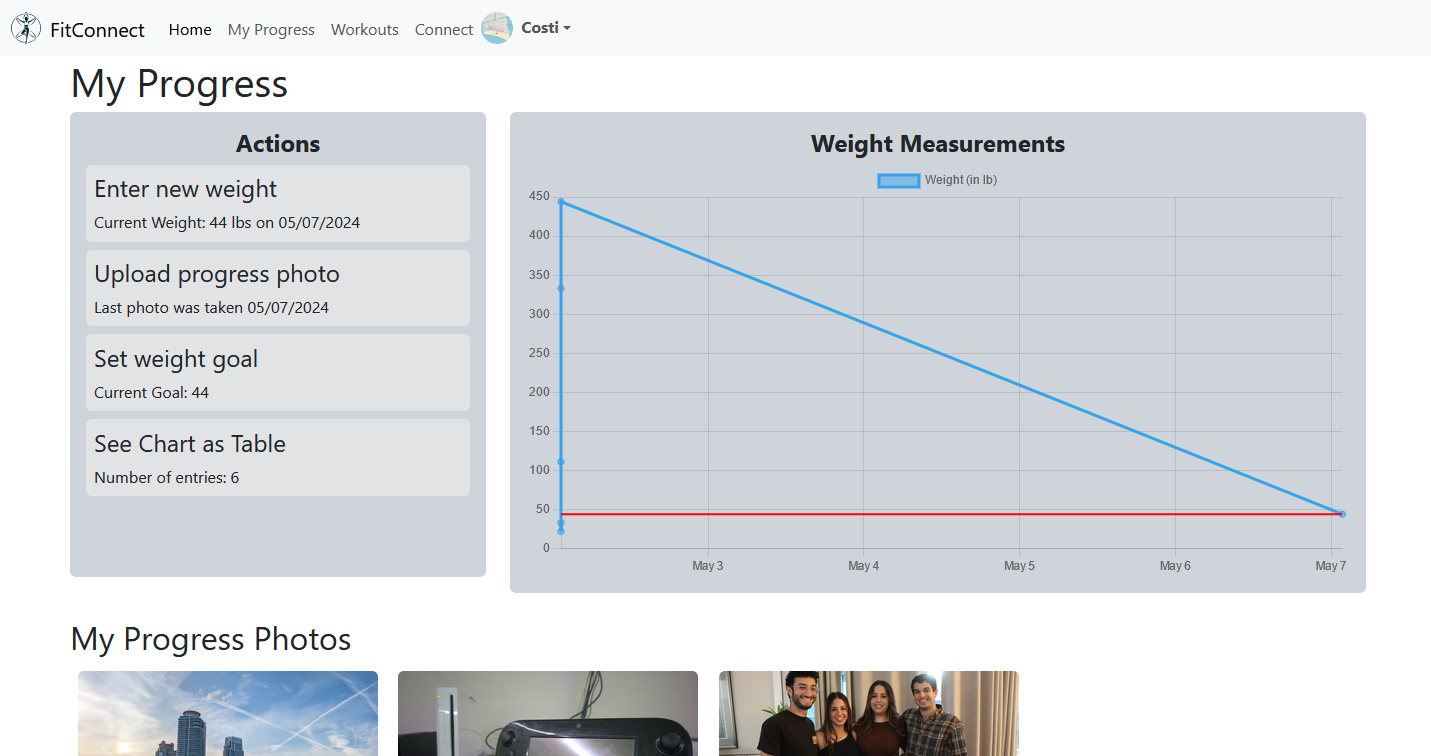 FitConnect Home My Progress Workouts Connect Costi
My Progress
Actions
Enter new weight
Current Weight: 44 lbs on 05/07/2024
Upload progress photo
Last photo was taken 05/07/2024
Set weight goal
Current Goal: 44
See Chart as Table
Number of entries: 6
Weight Measurements
Weight (in lb)
450
400
350
300
250
200
150
100
50
0
May 3 May 4 May 5 May 6 May 7
My Progress Photos